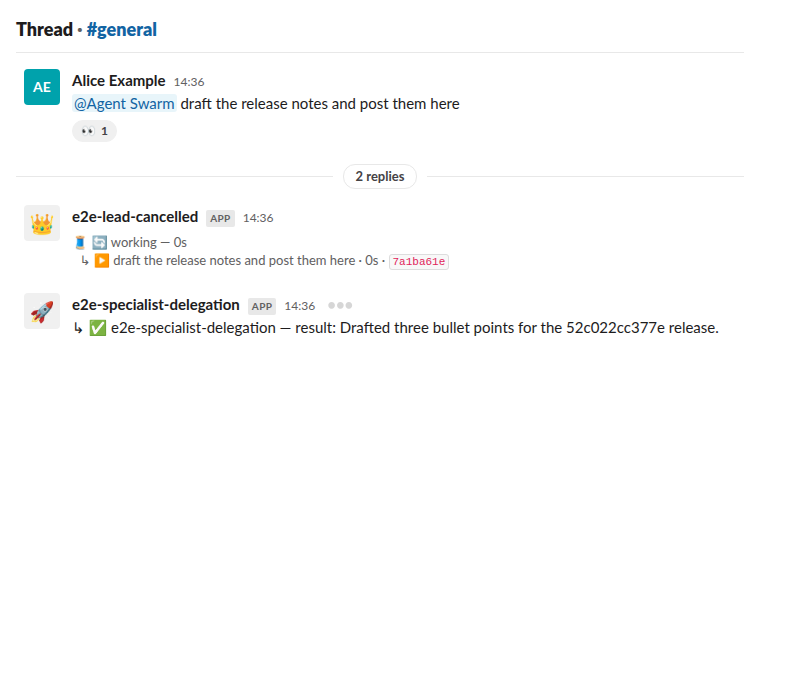 Thread • #general
AE
Alice Example 14:36
@Agent Swarm draft the release notes and post them here
👀 1
2 replies
e2e-lead-cancelled APP 14:36
🧵 🔄 working — 0s
↳ ▶️ draft the release notes and post them here · 0s · 7a1ba61e
e2e-specialist-delegation APP 14:36
↳ ✅ e2e-specialist-delegation — result: Drafted three bullet points for the 52c022cc377e release.